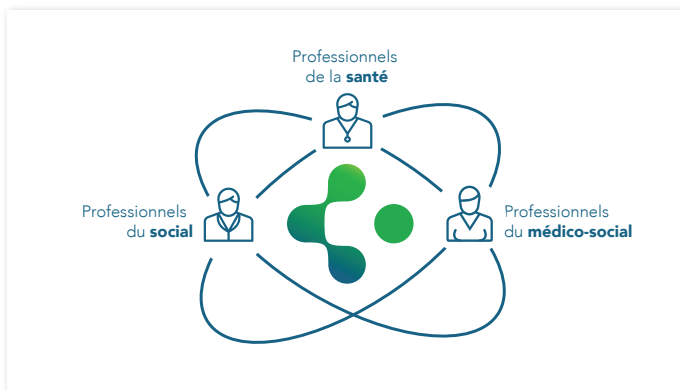 Professionnels
de la santé
Professionnels
du social
Professionnels
du médico-social